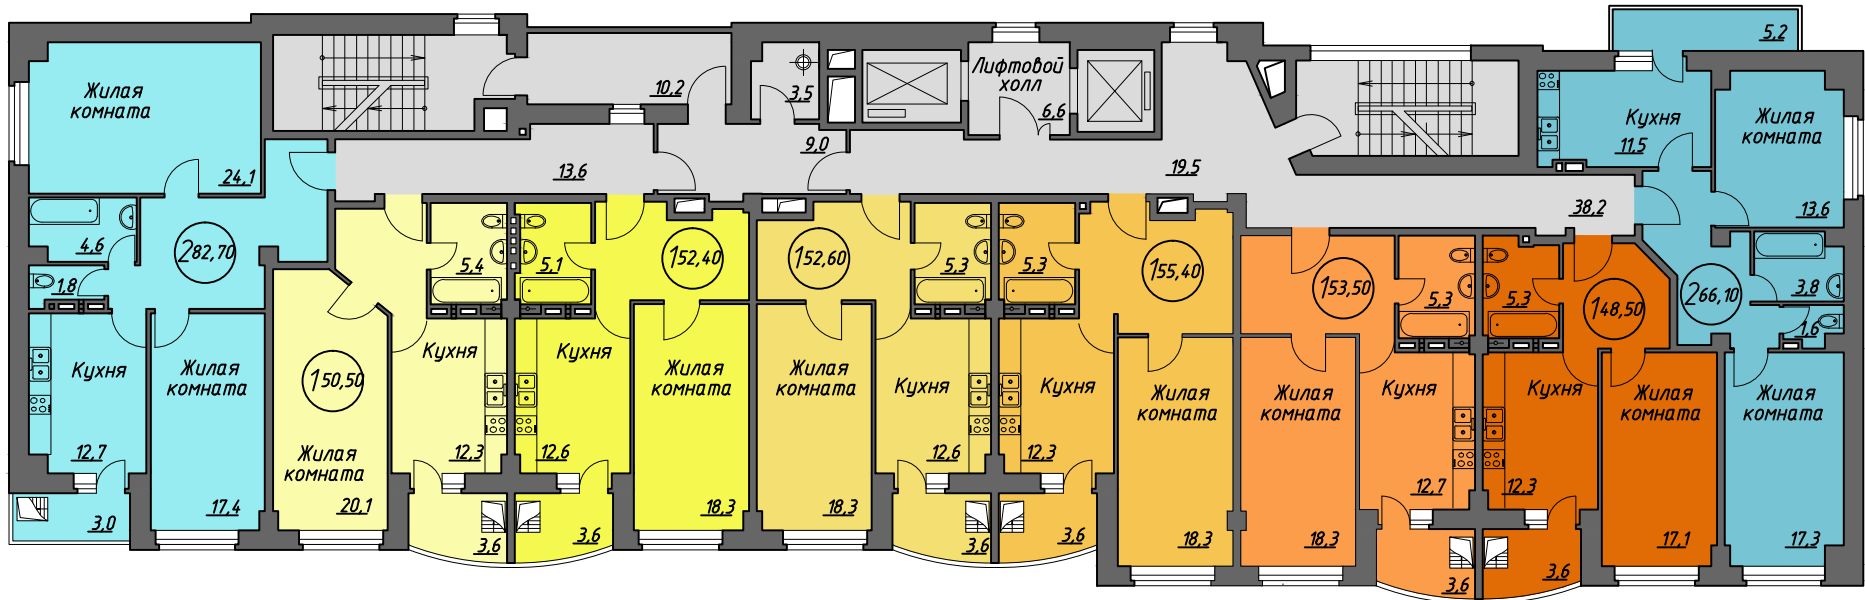 5,2
Жилая
комната
24,1
10,2
3,5
Лифтовой
холл
6,6
Кухня
11,5
Жилая
комната
13,6
13,6
9,0
19,5
38,2
4,6
1,8
2 82,70
5,4
5,1
1 52,40
1 52,60
5,3
5,3
1 55,40
1 53,50
5,3
5,3
1 48,50
2 66,10
3,8
1,6
Кухня
12,7
Жилая
комната
17,4
3,0
1 50,50
Жилая
комната
20,1
Кухня
12,3
3,6
Кухня
12,6
3,6
Жилая
комната
18,3
Жилая
комната
18,3
Кухня
12,6
3,6
Кухня
12,3
3,6
Жилая
комната
18,3
Жилая
комната
18,3
Кухня
12,7
3,6
Кухня
12,3
3,6
Жилая
комната
17,1
Жилая
комната
17,3